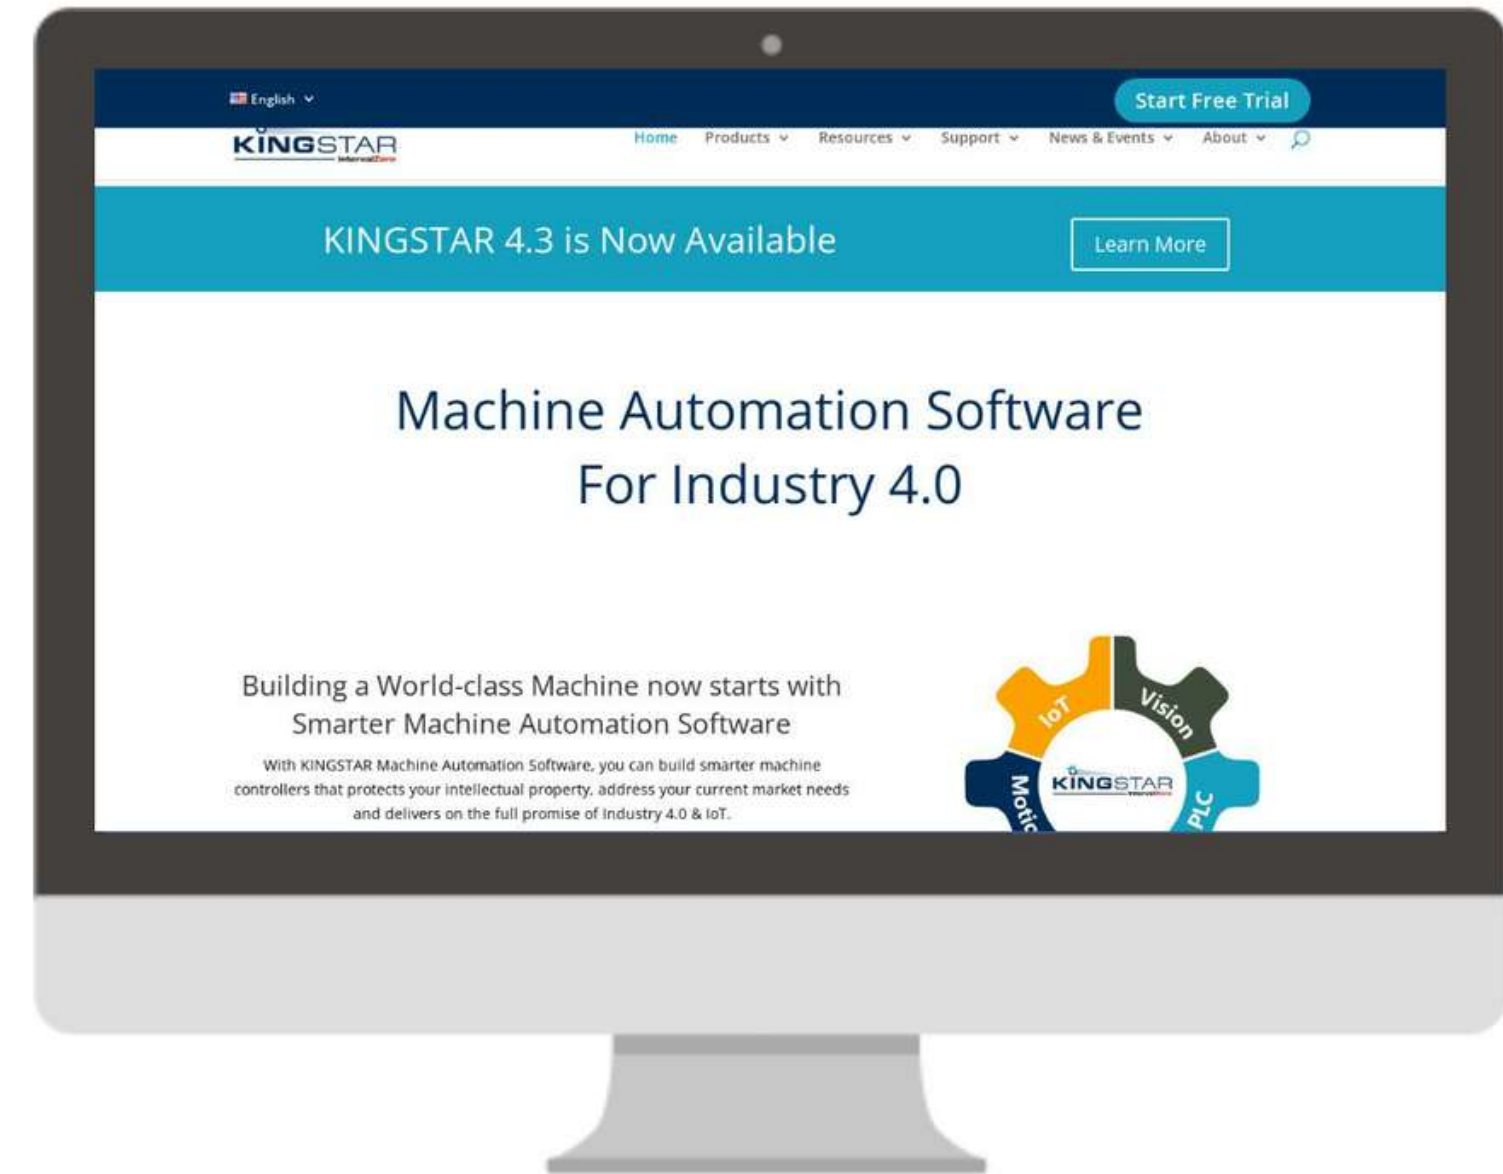 English
Start Free Trial
KINGSTAR
IntervalZero
Home Products Resources Support News & Events About
KINGSTAR 4.3 is Now Available
Learn More
Machine Automation Software
For Industry 4.0
Building a World-class Machine now starts with
Smarter Machine Automation Software
With KINGSTAR Machine Automation Software, you can build smarter machine
controllers that protects your intellectual property, address your current market needs
and delivers on the full promise of Industry 4.0 & IoT.
IoT
Vision
Motio
PLC
KINGSTAR
IntervalZero